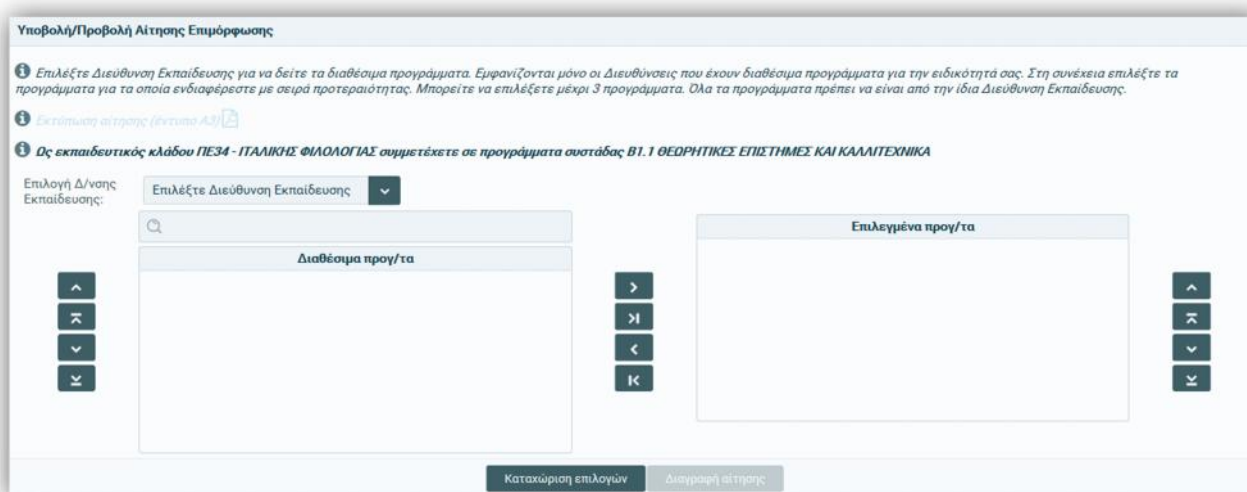 Υποβολή/Προβολή Αίτησης Επιμόρφωσης
Επιλέξτε Διεύθυνση Εκπαίδευσης για να δείτε τα διαθέσιμα προγράμματα. Εμφανίζονται μόνο οι Διευθύνσεις που έχουν διαθέσιμα προγράμματα για την ειδικότητά σας. Στη συνέχεια επιλέξτε τα
προγράμματα για τα οποία ενδιαφέρεστε με σειρά προτεραιότητας. Μπορείτε να επιλέξετε μέχρι 3 προγράμματα. Όλα τα προγράμματα πρέπει να είναι από την ίδια Διεύθυνση Εκπαίδευσης.
Εκτύπωση αίτησης (έντυπο Α3)
Ως εκπαιδευτικός κλάδου ΠΕ34 - ΙΤΑΛΙΚΗΣ ΦΙΛΟΛΟΓΙΑΣ συμμετέχετε σε προγράμματα συστάδας Β1.1 ΘΕΩΡΗΤΙΚΕΣ ΕΠΙΣΤΗΜΕΣ ΚΑΙ ΚΑΛΛΙΤΕΧΝΙΚΑ
Επιλογή Δ/νσης
Εκπαίδευσης:
Επιλέξτε Διεύθυνση Εκπαίδευσης
Διαθέσιμα προγ/τα
Επιλεγμένα προγ/τα
Καταχώριση επιλογών
Διαγραφή αίτησης